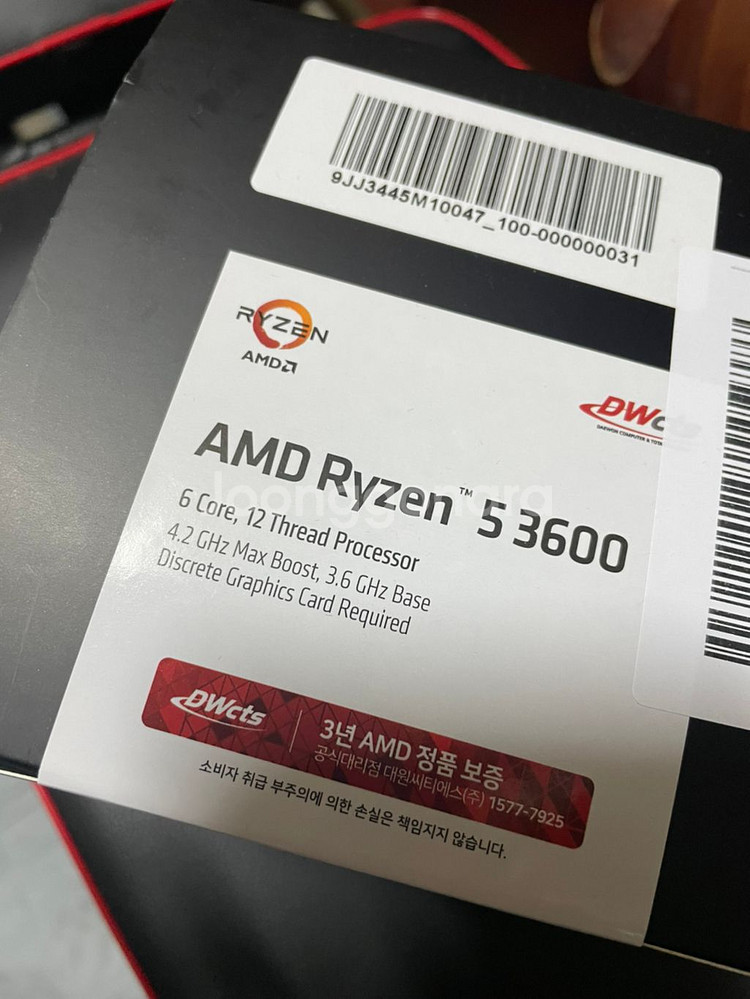 9JJ3445M10047_100-000000031
RYZEN
AMD
DWcts
DAEWON COMPUTER &
AMD Ryzen™ 5 3600
6 Core, 12 Thread Processor
4.2 GHz Max Boost, 3.6 GHz Base
Discrete Graphics Card Required
DWcts
3년 AMD 정품 보증
공식대리점 대원씨티에스(주) 1577-7925
소비자 취급 부주의에 의한 손실은 책임지지 않습니다.